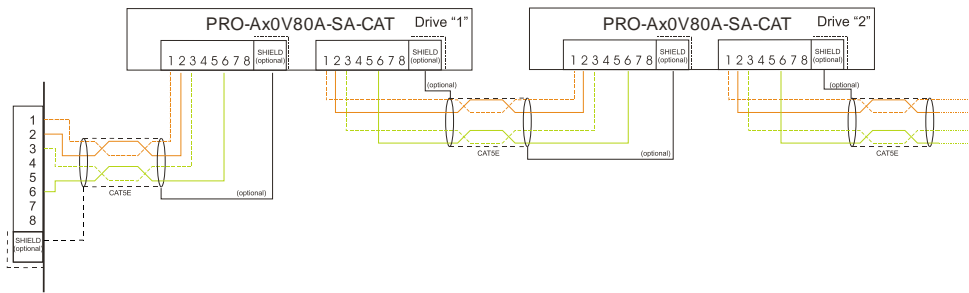 PRO-Ax0V80A-SA-CAT Drive “1”
1 2 3 4 5 6 7 8 SHIELD (optional)
1 2 3 4 5 6 7 8 SHIELD (optional)
PRO-Ax0V80A-SA-CAT Drive “2”
1 2 3 4 5 6 7 8 SHIELD (optional)
1 2 3 4 5 6 7 8 SHIELD (optional)
(optional)
(optional)
1
2
3
4
5
6
7
8
SHIELD
(optional)
CAT5E
(optional)
CAT5E
(optional)
CAT5E